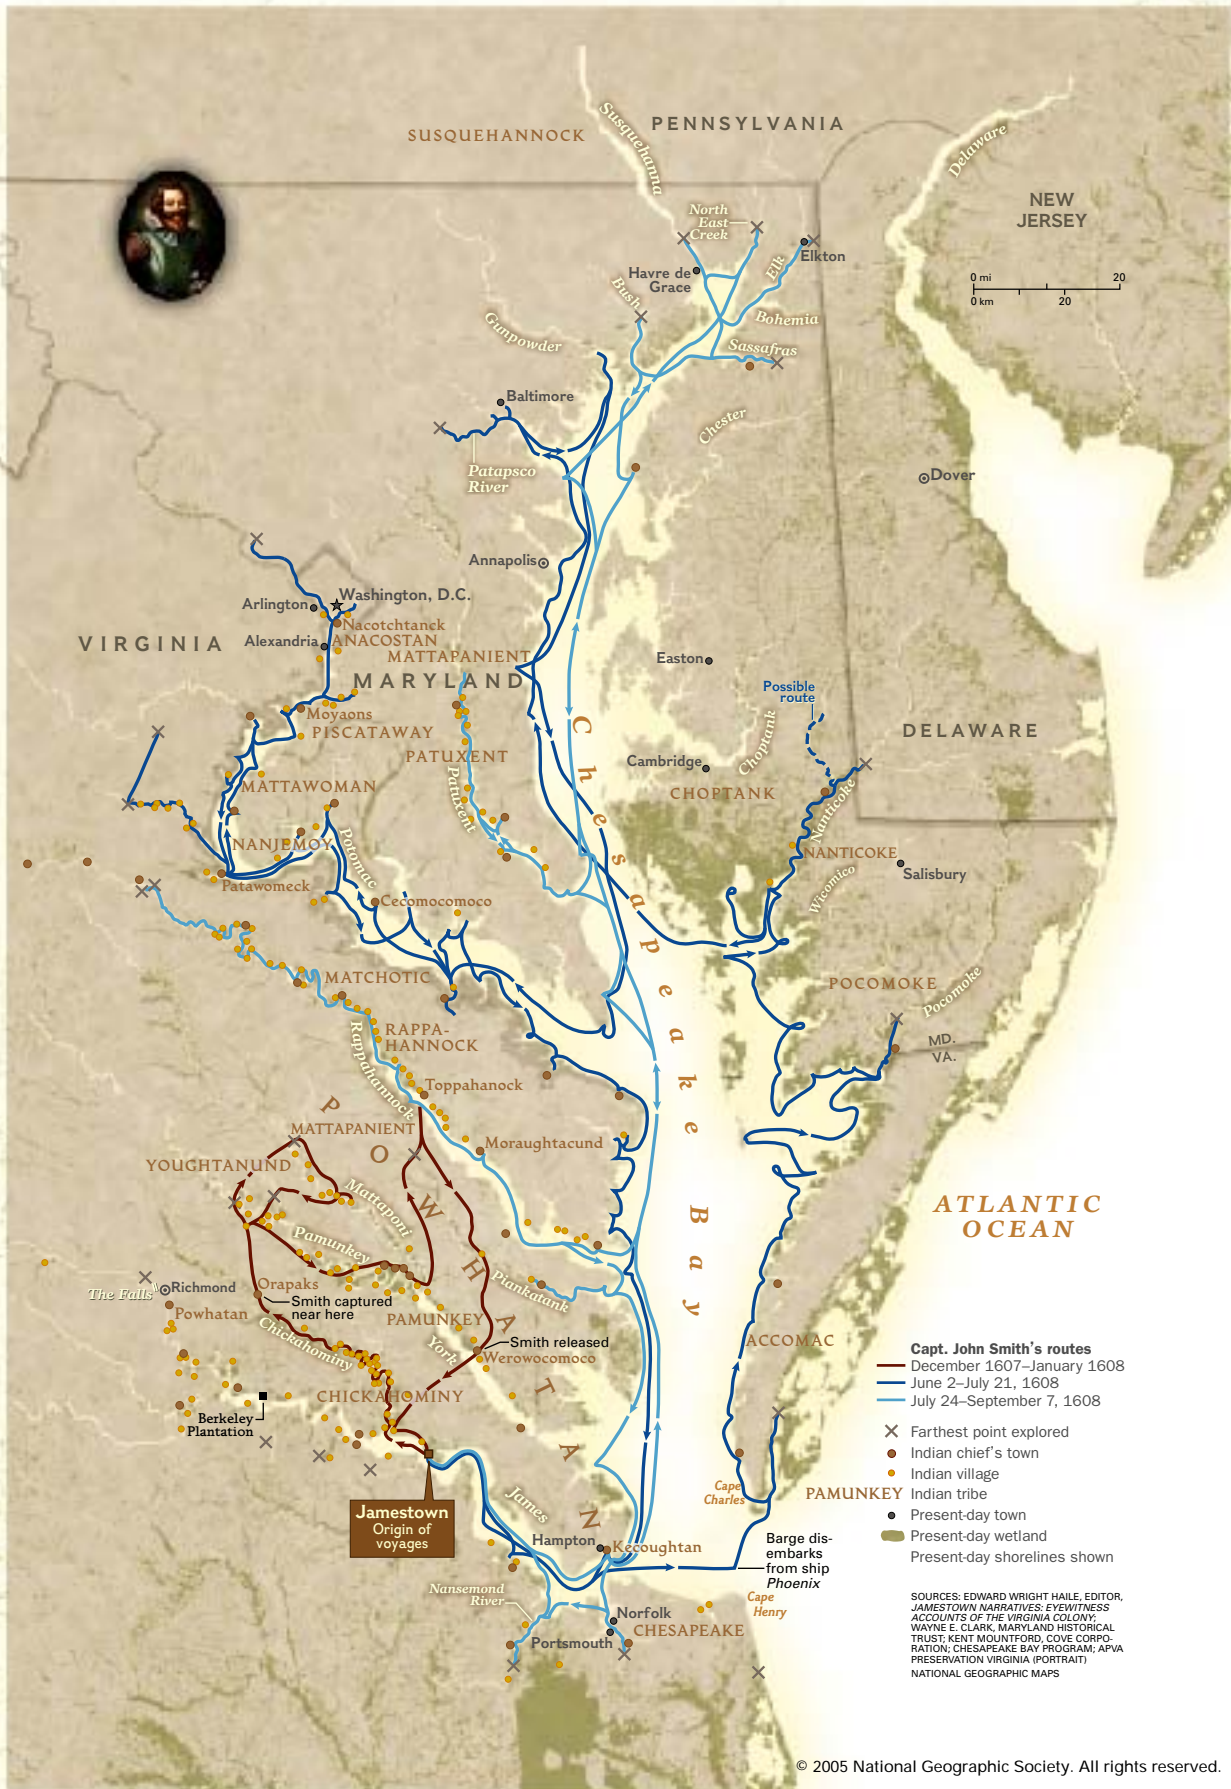 SUSQUEHANNOCK
PENNSYLVANIA
Susquehanna
Delaware
NEW
JERSEY
North
East
Creek
Elkton
Elk
Havre de
Grace
0 mi 20
0 km 20
Bush
Bohemia
Gunpowder
Sassafras
Baltimore
Chester
Patapsco
River
Dover
Annapolis
Washington, D.C.
Arlington
Nacotchtanck
VIRGINIA
Alexandria
ANACOSTAN
MATTAPANIENT
Easton
MARYLAND
Possible
route
Moyaons
PISCATAWAY
Choptank
DELAWARE
PATUXENT
Cambridge
MATTAWOMAN
Patuxent
CHOPTANK
Nanticoke
NANJEMOY
Potomac
NANTICOKE
Salisbury
Patawomeck
Wicomico
Cecomocomoco
Chesapeake Bay
MATCHOTIC
POCOMOKE
Pocomoke
RAPPA-
HANNOCK
MD.
VA.
Rappahannock
Toppahanock
POWHATAN
MATTAPANIENT
Moraughtacund
YOUGHTANUND
Mattaponi
ATLANTIC
OCEAN
Pamunkey
The Falls
Richmond
Orapaks
Piankatank
Smith captured
near here
Powhatan
PAMUNKEY
Chickahominy
York
Smith released
Werowocomoco
ACCOMAC
CHICKAHOMINY
Berkeley
Plantation
Capt. John Smith's routes
December 1607–January 1608
June 2–July 21, 1608
July 24–September 7, 1608
Farthest point explored
Indian chief's town
Indian village
PAMUNKEY Indian tribe
Present-day town
Present-day wetland
Present-day shorelines shown
Cape
Charles
Jamestown
Origin of
voyages
James
Hampton
Kecoughtan
Barge dis-
embarks
from ship
Phoenix
Nansemond
River
Cape
Henry
Norfolk
CHESAPEAKE
Portsmouth
SOURCES: EDWARD WRIGHT HAILE, EDITOR,
JAMESTOWN NARRATIVES: EYEWITNESS
ACCOUNTS OF THE VIRGINIA COLONY;
WAYNE E. CLARK, MARYLAND HISTORICAL
TRUST; KENT MOUNTFORD, COVE CORPO-
RATION; CHESAPEAKE BAY PROGRAM; APVA
PRESERVATION VIRGINIA (PORTRAIT)
NATIONAL GEOGRAPHIC MAPS
© 2005 National Geographic Society. All rights reserved.